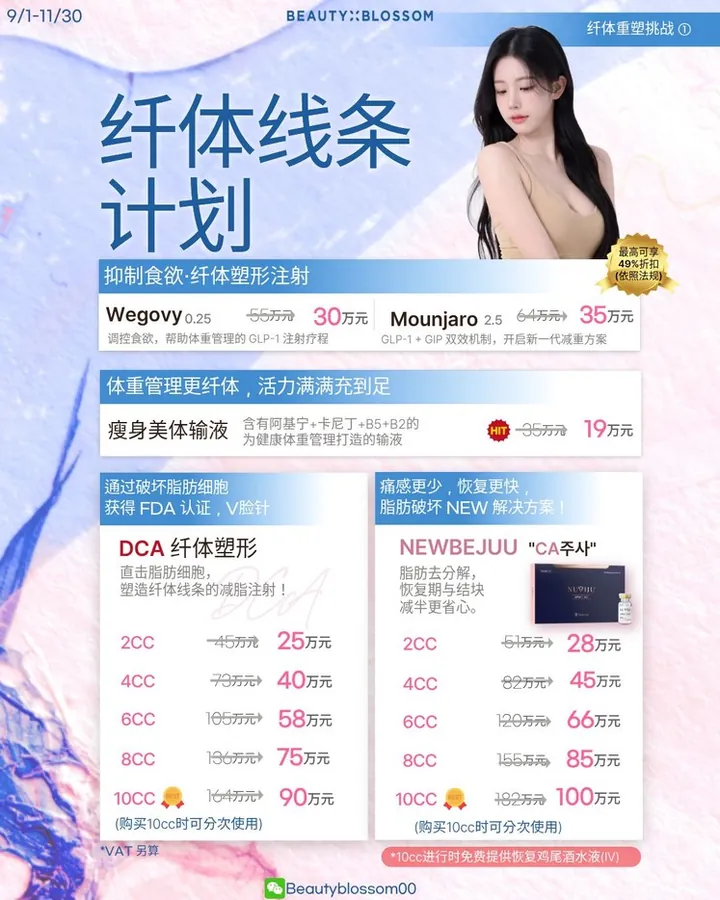 9/1-11/30
BEAUTY BLOSSOM
纤体重塑挑战 ①
纤体线条
计划
最高可享
49%折扣
(依照法规)
抑制食欲·纤体塑形注射
Wegovy 0.25 55万元 30万元
调控食欲，帮助体重管理的 GLP-1 注射疗程
Mounjaro 2.5 64万元 35万元
GLP-1 + GIP 双效机制，开启新一代减重方案
体重管理更纤体，活力满满充到足
瘦身美体输液
含有阿基宁+卡尼丁+B5+B2的
为健康体重管理打造的输液
HIT 35万元 19万元
通过破坏脂肪细胞
获得 FDA 认证，V脸针
DCA 纤体塑形
直击脂肪细胞，
塑造纤体线条的减脂注射！
DCA
2CC 45万元 25万元
4CC 73万元 40万元
6CC 105万元 58万元
8CC 136万元 75万元
10CC 164万元 90万元
(购买10cc时可分次使用)
*VAT 另算
痛感更少，恢复更快，
脂肪破坏 NEW 解决方案！
NEWBEJUU "CA주사"
脂肪去分解，
恢复期与结块
减半更省心。
2CC 51万元 28万元
4CC 82万元 45万元
6CC 120万元 66万元
8CC 155万元 85万元
10CC 182万元 100万元
(购买10cc时可分次使用)
*10cc进行时免费提供恢复鸡尾酒水液(IV)
Beautyblossom00